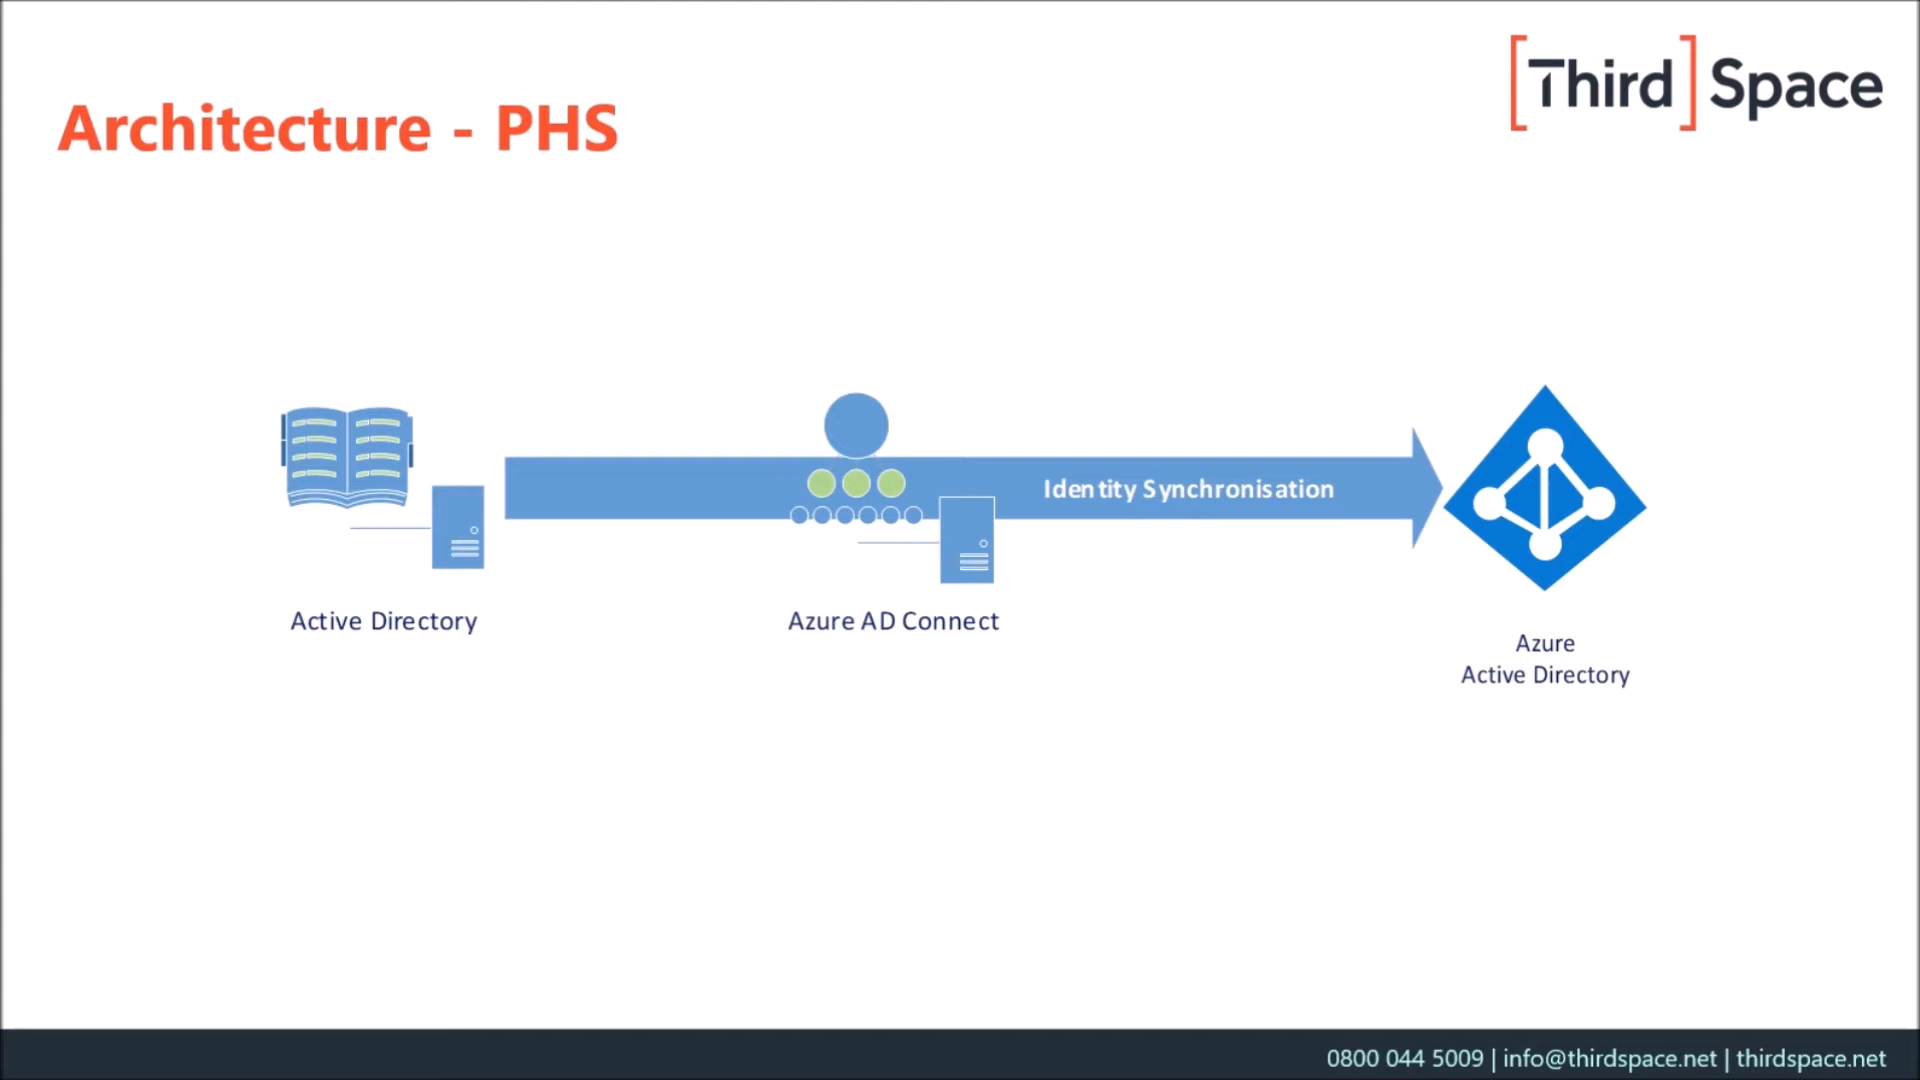 [Third] Space
Architecture - PHS
Identity Synchronisation
Active Directory
Azure AD Connect
Azure
Active Directory
0800 044 5009 | info@thirdspace.net | thirdspace.net